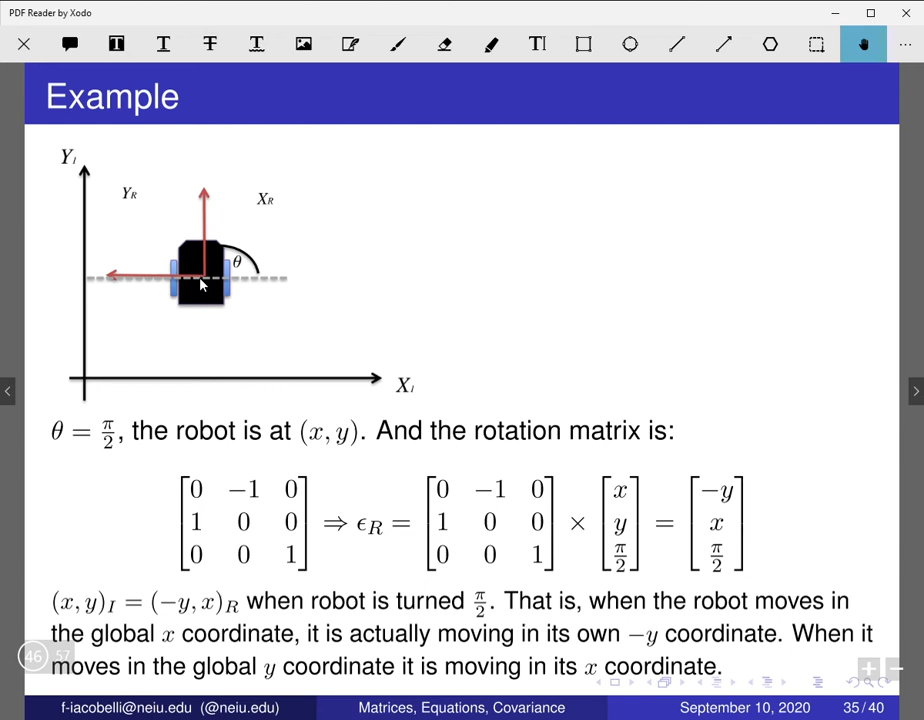 PDF Reader by Xodo
Example
Y_I
Y_R
X_R
θ
X_I
θ = π/2, the robot is at (x, y). And the rotation matrix is:
[0 −1 0; 1 0 0; 0 0 1] ⇒ ϵ_R = [0 −1 0; 1 0 0; 0 0 1] × [x; y; π/2] = [−y; x; π/2]
(x, y)_I = (−y, x)_R when robot is turned π/2. That is, when the robot moves in
the global x coordinate, it is actually moving in its own −y coordinate. When it
moves in the global y coordinate it is moving in its x coordinate.
46 57
f-iacobelli@neiu.edu (@neiu.edu) Matrices, Equations, Covariance September 10, 2020 35/40